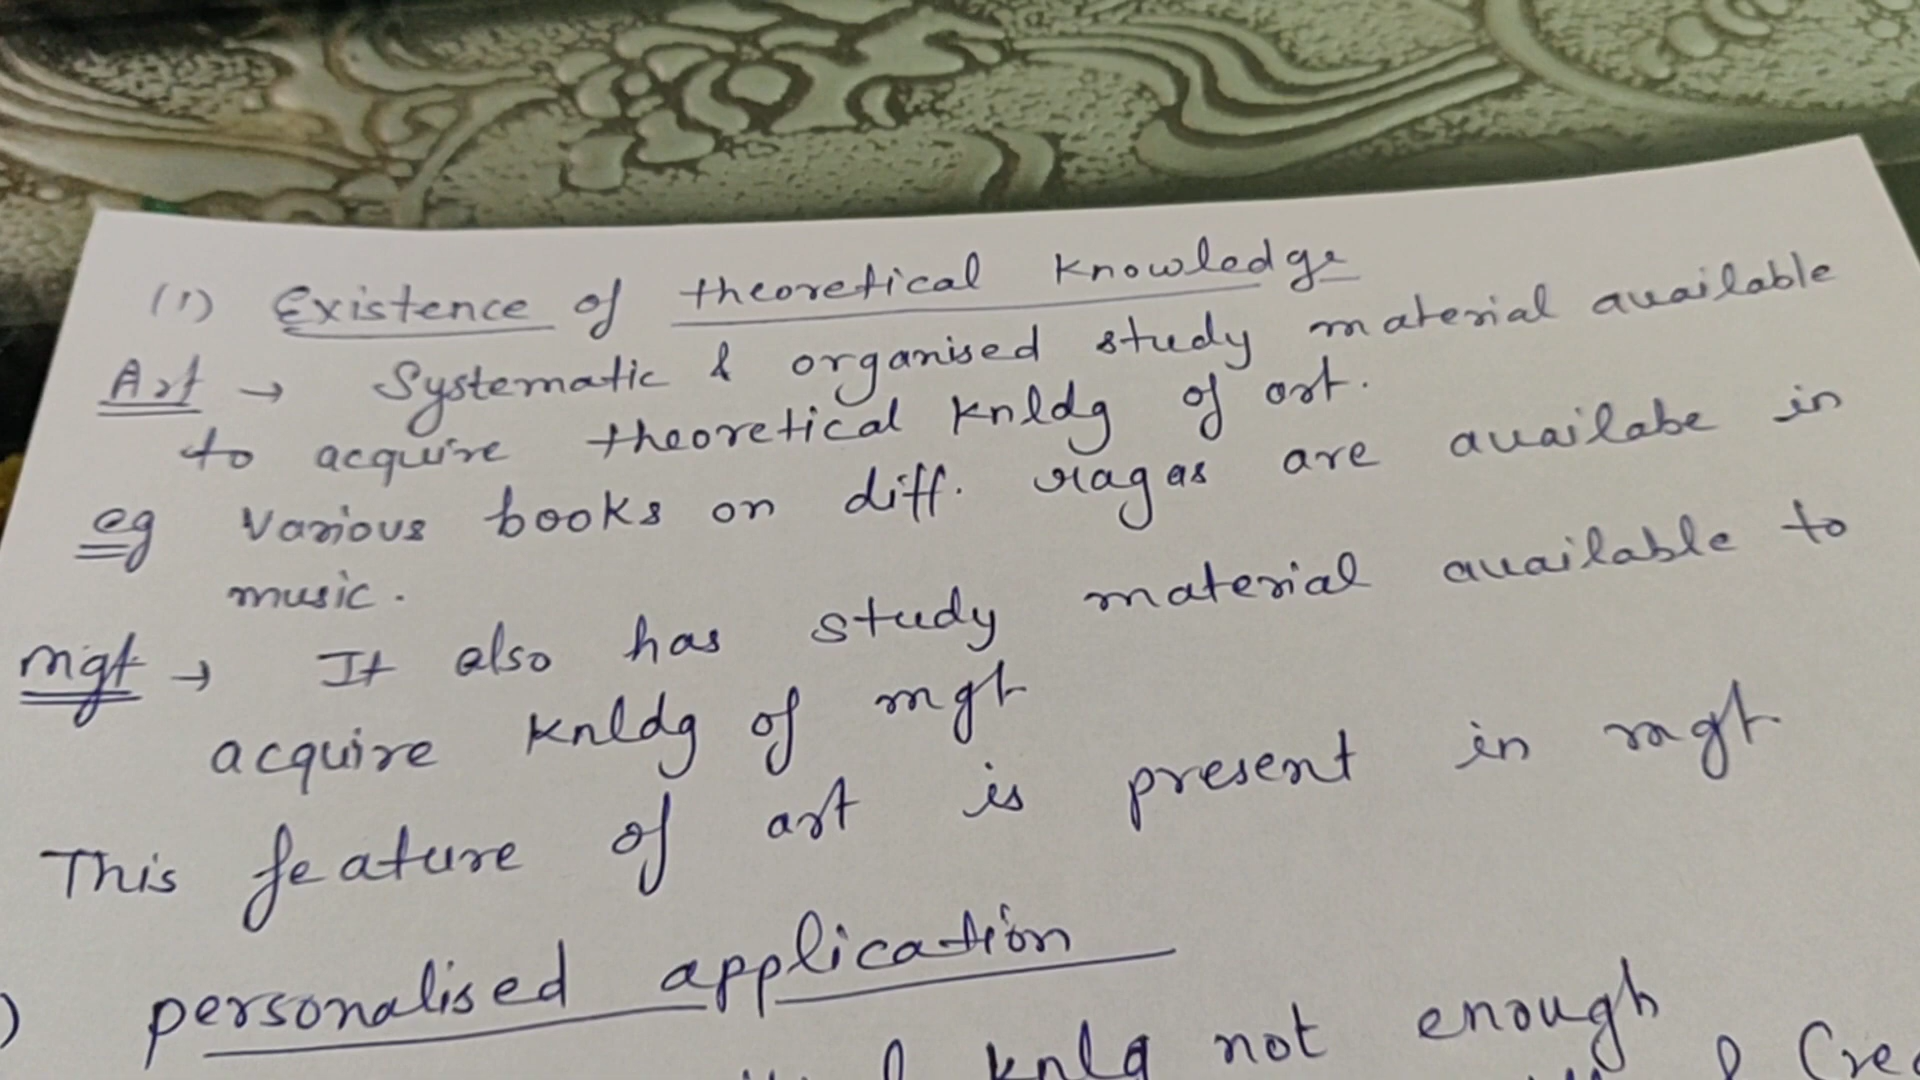 (1) Existence of theoretical knowledge
Art → Systematic & organised study material available
to acquire theoretical knldg of art.
eg Various books on diff. ragas are availabe in
music.
mgt → It also has study material available to
acquire knldg of mgt
This feature of art is present in mgt
) personalised application
knld not enough